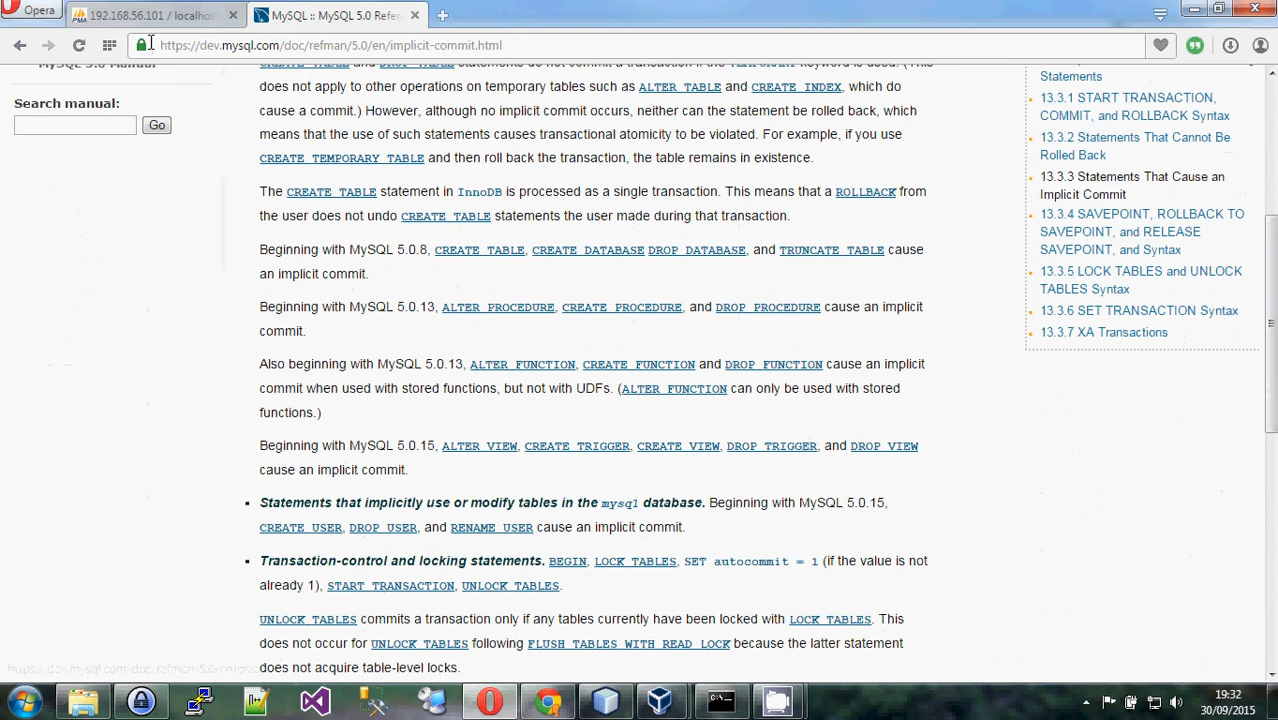 Opera
192.168.56.101 / localhos
MySQL :: MySQL 5.0 Refe
https://dev.mysql.com/doc/refman/5.0/en/implicit-commit.html
MySQL 5.6 Manual
Search manual:
Go
CREATE TABLE and DROP TABLE statements do not commit a transaction if the TEMPORARY keyword is used. (This
does not apply to other operations on temporary tables such as ALTER TABLE and CREATE INDEX, which do
cause a commit.) However, although no implicit commit occurs, neither can the statement be rolled back, which
means that the use of such statements causes transactional atomicity to be violated. For example, if you use
CREATE TEMPORARY TABLE and then roll back the transaction, the table remains in existence.
The CREATE TABLE statement in InnoDB is processed as a single transaction. This means that a ROLLBACK from
the user does not undo CREATE TABLE statements the user made during that transaction.
Beginning with MySQL 5.0.8, CREATE TABLE, CREATE DATABASE DROP DATABASE, and TRUNCATE TABLE cause
an implicit commit.
Beginning with MySQL 5.0.13, ALTER PROCEDURE, CREATE PROCEDURE, and DROP PROCEDURE cause an implicit
commit.
Also beginning with MySQL 5.0.13, ALTER FUNCTION, CREATE FUNCTION and DROP FUNCTION cause an implicit
commit when used with stored functions, but not with UDFs. (ALTER FUNCTION can only be used with stored
functions.)
Beginning with MySQL 5.0.15, ALTER VIEW, CREATE TRIGGER, CREATE VIEW, DROP TRIGGER, and DROP VIEW
cause an implicit commit.
Statements that implicitly use or modify tables in the mysql database. Beginning with MySQL 5.0.15,
CREATE USER, DROP USER, and RENAME USER cause an implicit commit.
Transaction-control and locking statements. BEGIN, LOCK TABLES, SET autocommit = 1 (if the value is not
already 1), START TRANSACTION, UNLOCK TABLES.
UNLOCK TABLES commits a transaction only if any tables currently have been locked with LOCK TABLES. This
does not occur for UNLOCK TABLES following FLUSH TABLES WITH READ LOCK because the latter statement
does not acquire table-level locks.
Statements
13.3.1 START TRANSACTION,
COMMIT, and ROLLBACK Syntax
13.3.2 Statements That Cannot Be
Rolled Back
13.3.3 Statements That Cause an
Implicit Commit
13.3.4 SAVEPOINT, ROLLBACK TO
SAVEPOINT, and RELEASE
SAVEPOINT, and Syntax
13.3.5 LOCK TABLES and UNLOCK
TABLES Syntax
13.3.6 SET TRANSACTION Syntax
13.3.7 XA Transactions
19:32
30/09/2015